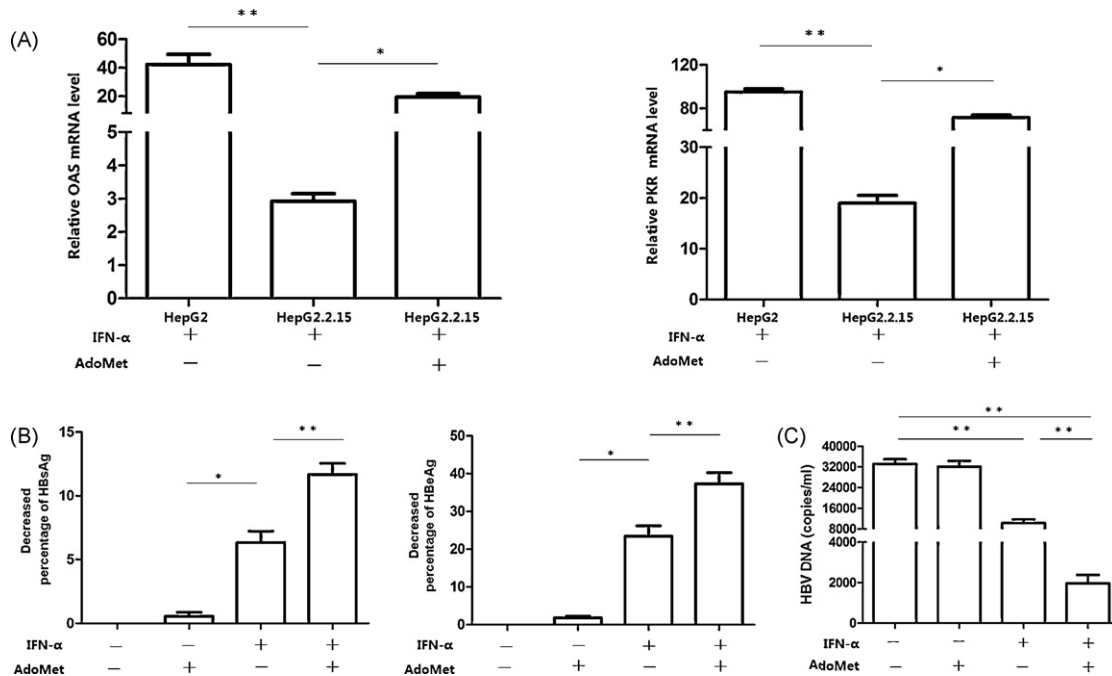 (A)
Relative OAS mRNA level
60
40
20
6
5
4
3
2
1
0
** 
*
HepG2 HepG2.2.15 HepG2.2.15
IFN-α + + +
AdoMet − − +
Relative PKR mRNA level
120
80
40
30
20
10
0
**
*
HepG2 HepG2.2.15 HepG2.2.15
IFN-α + + +
AdoMet − − +
(B)
Decreased
percentage of HBsAg
15
10
5
0
*
**
IFN-α − − + +
AdoMet − + − +
Decreased
percentage of HBeAg
50
40
30
20
10
0
*
**
− − + +
− + − +
(C)
HBV DNA (copies/ml)
40000
32000
24000
16000
8000
4000
2000
0
**
** **
IFN-α − − + +
AdoMet − + − +